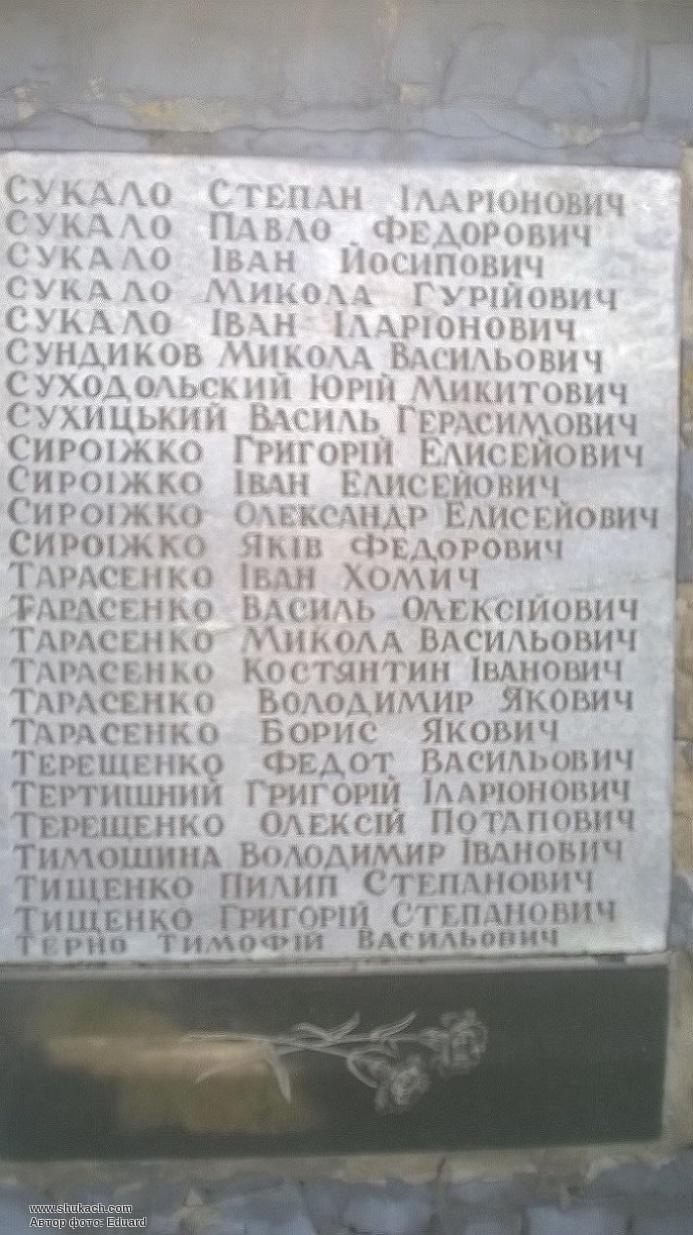 Сукало Степан Іларіонович
Сукало Павло Федорович
Сукало Іван Йосипович
Сукало Микола Гурійович
Сукало Іван Іларіонович
Сундиков Микола Васильович
Суходольский Юрій Микитович
Сухицький Василь Герасимович
Сироїжко Григорій Елисейович
Сироїжко Іван Елисейович
Сироїжко Олександр Елисейович
Сироїжко Яків Федорович
Тарасенко Іван Хомич
Тарасенко Василь Олексійович
Тарасенко Микола Васильович
Тарасенко Костянтин Іванович
Тарасенко Володимир Якович
Тарасенко Борис Якович
Терещенко Федот Васильович
Тертишний Григорій Іларіонович
Терещенко Олексій Потапович
Тимошина Володимир Іванович
Тищенко Пилип Степанович
Тищенко Григорій Степанович
Терно Тимофій Васильович
www.shukach.com
Автор фото: Eduard